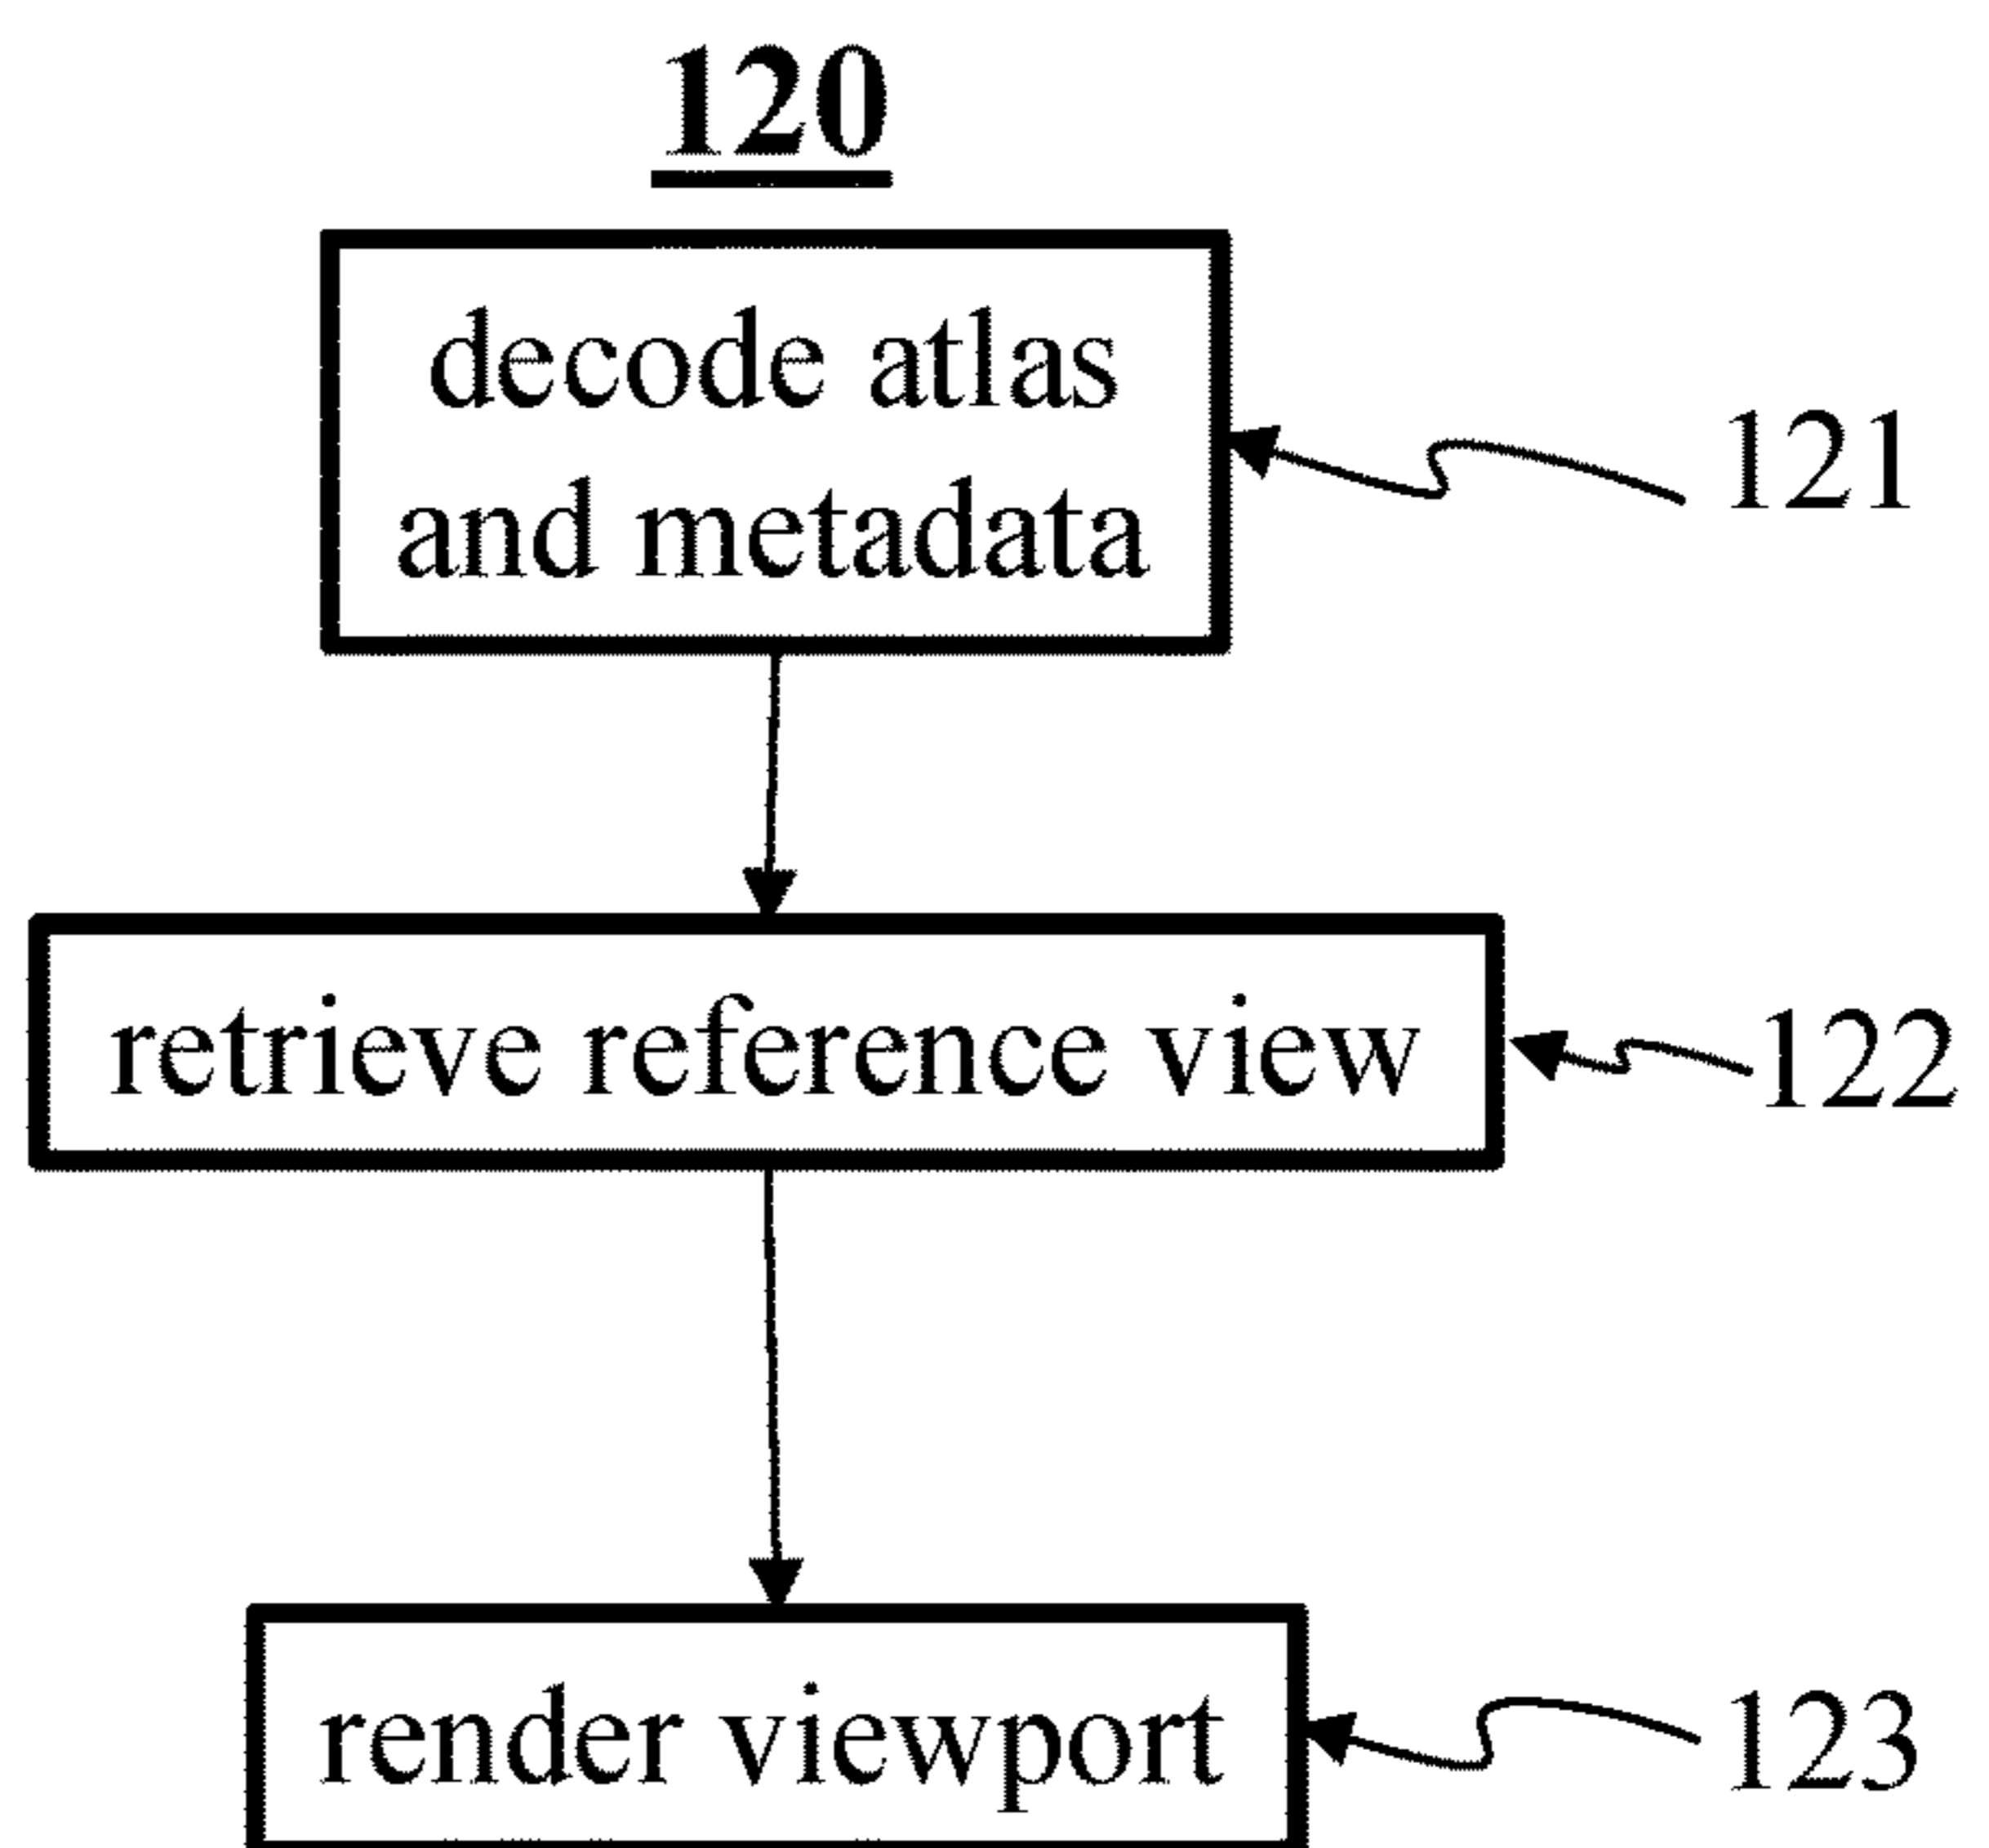 120
decode atlas
and metadata
121
retrieve reference view
122
render viewport
123